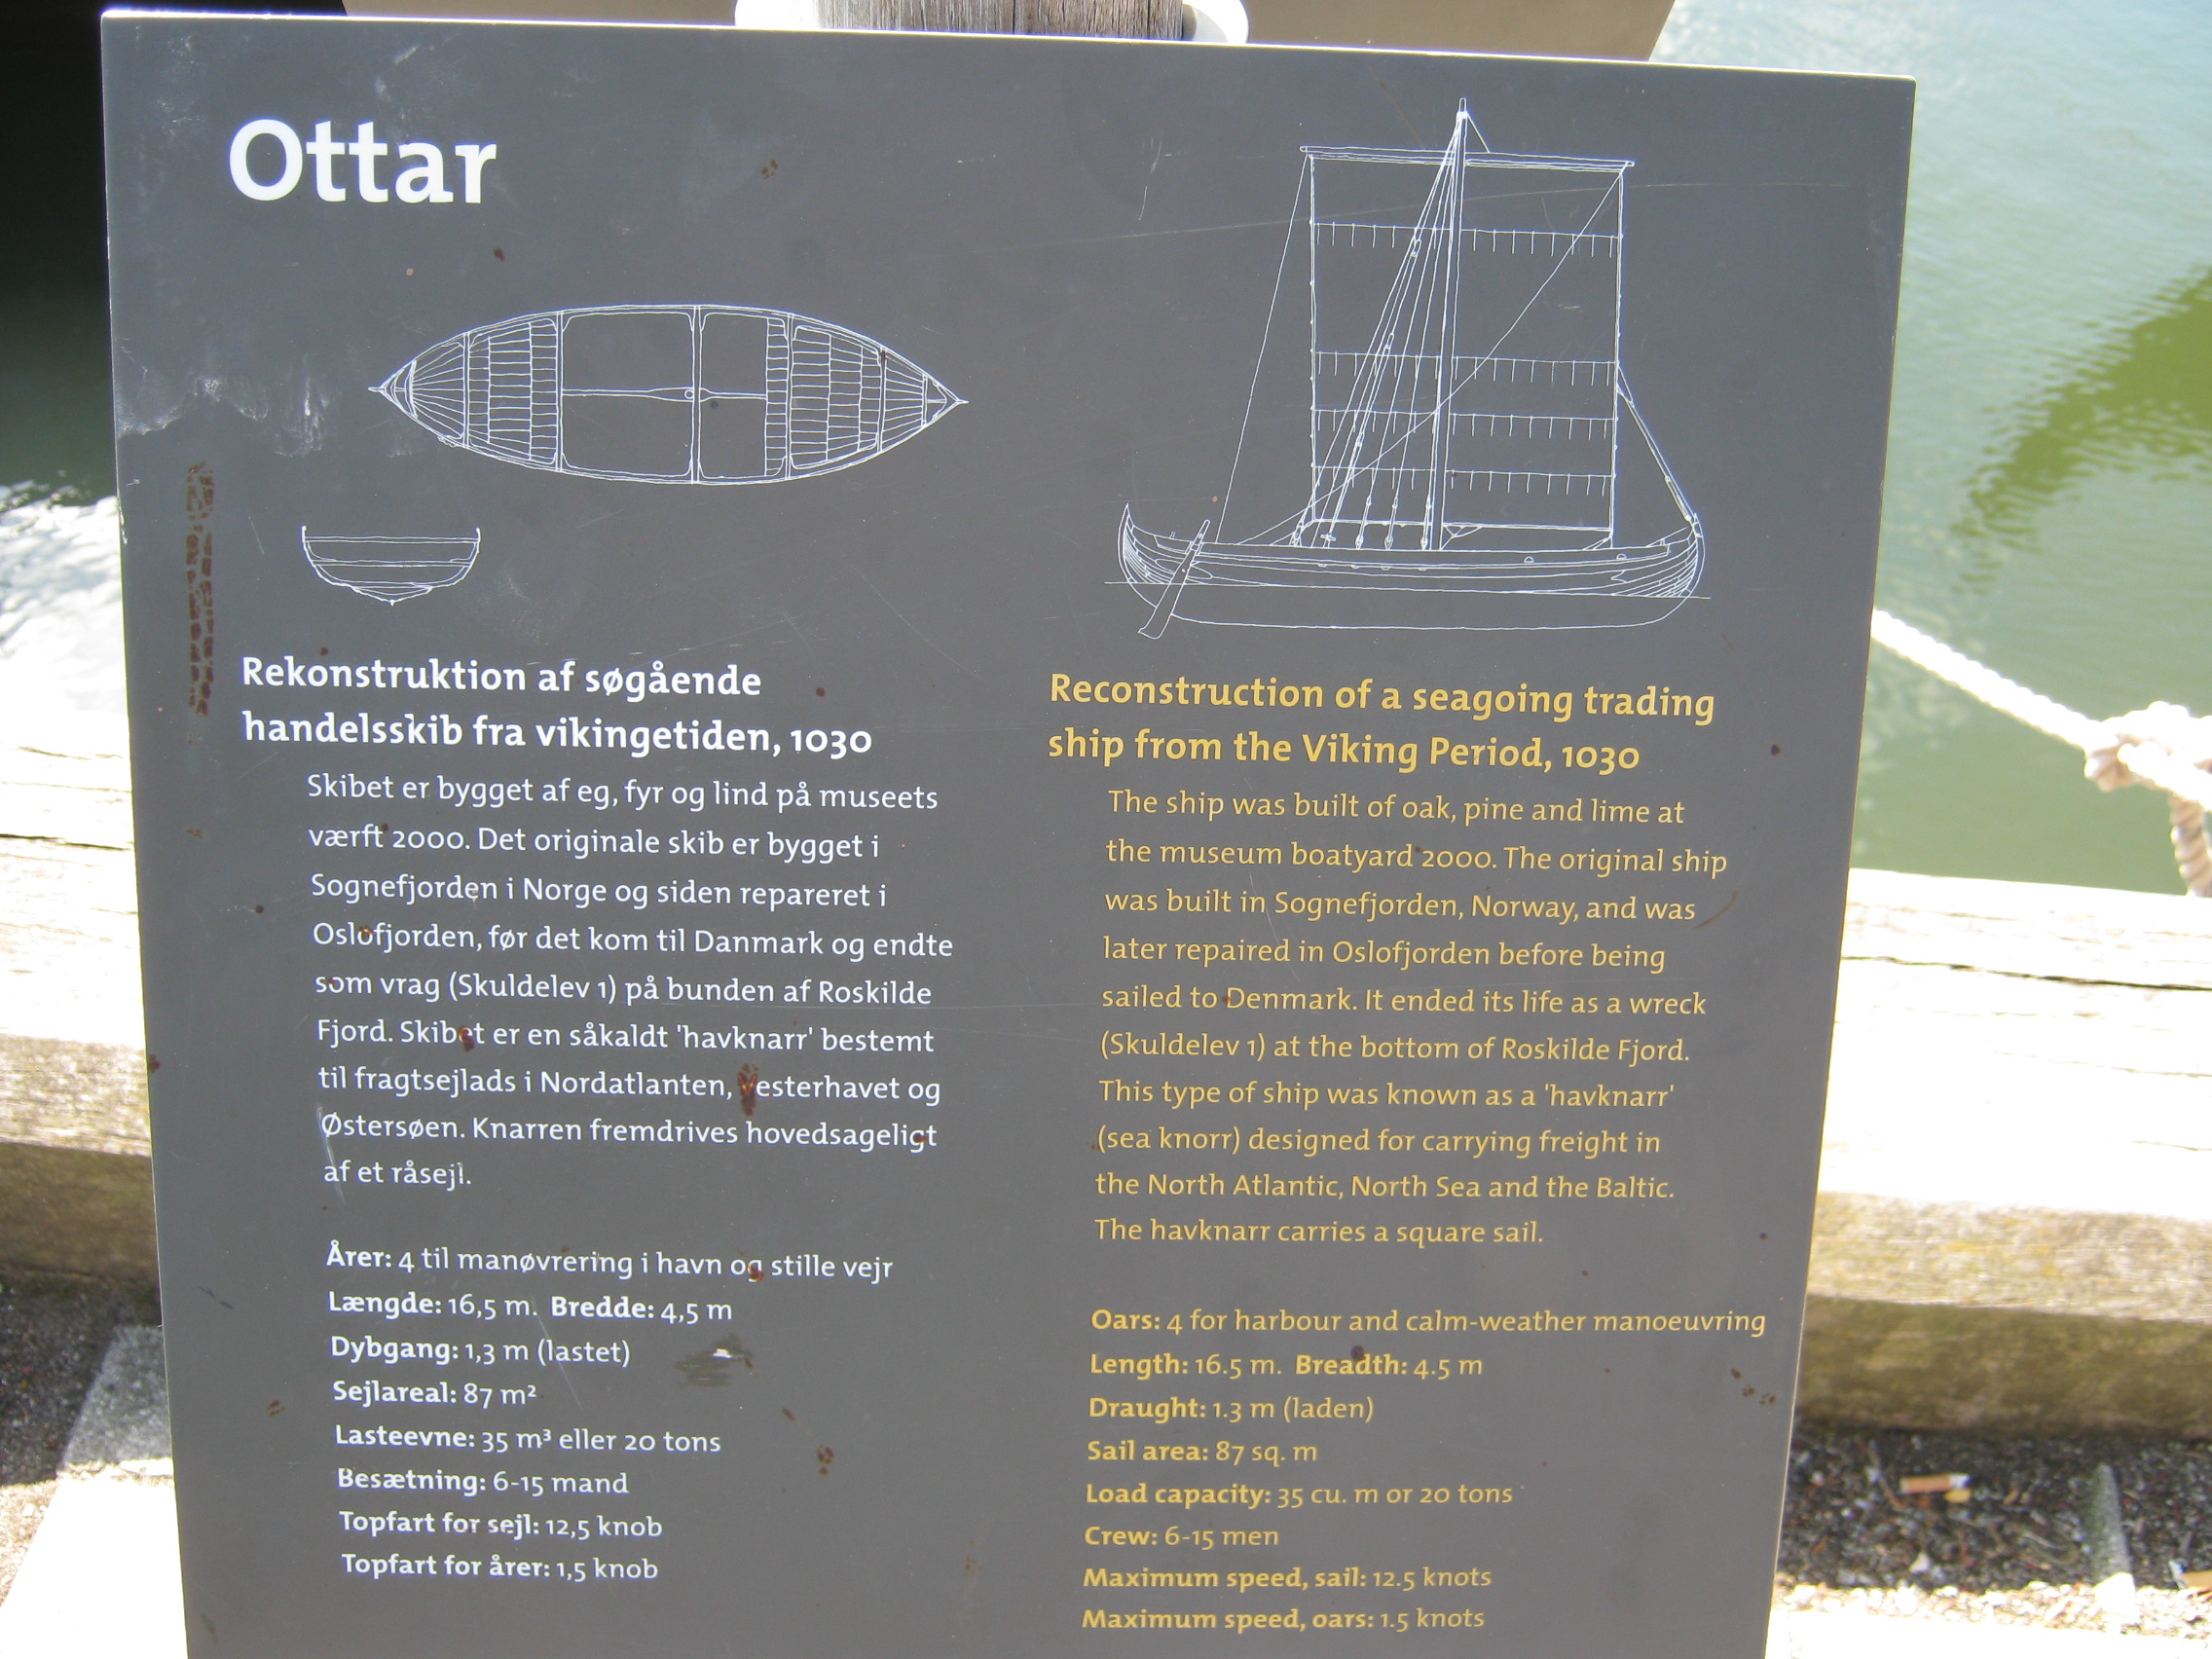 Ottar
Rekonstruktion af søgående
handelsskib fra vikingetiden, 1030
Skibet er bygget af eg, fyr og lind på museets
værft 2000. Det originale skib er bygget i
Sognefjorden i Norge og siden repareret i
Oslofjorden, før det kom til Danmark og endte
som vrag (Skuldelev 1) på bunden af Roskilde
Fjord. Skibet er en såkaldt 'havknarr' bestemt
til fragtsejlads i Nordatlanten, Vesterhavet og
Østersøen. Knarren fremdrives hovedsageligt
af et råsejl.
Årer: 4 til manøvrering i havn og stille vejr
Længde: 16,5 m. Bredde: 4,5 m
Dybgang: 1,3 m (lastet)
Sejlareal: 87 m²
Lasteevne: 35 m³ eller 20 tons
Besætning: 6-15 mand
Topfart for sejl: 12,5 knob
Topfart for årer: 1,5 knob
Reconstruction of a seagoing trading
ship from the Viking Period, 1030
The ship was built of oak, pine and lime at
the museum boatyard 2000. The original ship
was built in Sognefjorden, Norway, and was
later repaired in Oslofjorden before being
sailed to Denmark. It ended its life as a wreck
(Skuldelev 1) at the bottom of Roskilde Fjord.
This type of ship was known as a 'havknarr'
(sea knorr) designed for carrying freight in
the North Atlantic, North Sea and the Baltic.
The havknarr carries a square sail.
Oars: 4 for harbour and calm-weather manoeuvring
Length: 16.5 m. Breadth: 4.5 m
Draught: 1.3 m (laden)
Sail area: 87 sq. m
Load capacity: 35 cu. m or 20 tons
Crew: 6-15 men
Maximum speed, sail: 12.5 knots
Maximum speed, oars: 1.5 knots